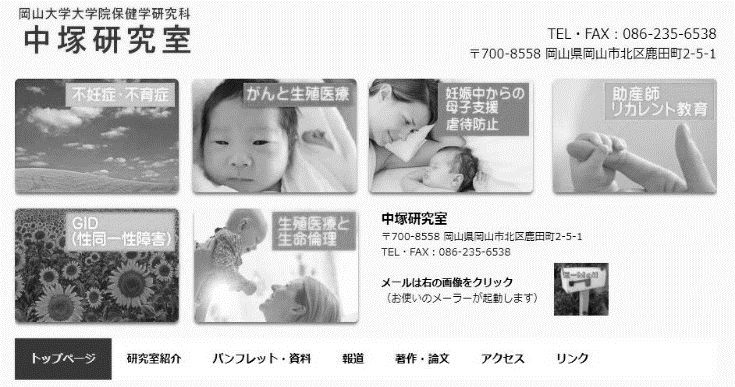 岡山大学大学院保健学研究科
中塚研究室
TEL・FAX：086-235-6538
〒700-8558 岡山県岡山市北区鹿田町2-5-1
不妊症・不育症
がんと生殖医療
妊娠中からの
母子支援
虐待防止
助産師
リカレント教育
GID
（性同一性障害）
生殖医療と
生命倫理
中塚研究室
〒700-8558 岡山県岡山市北区鹿田町2-5-1
TEL・FAX：086-235-6538
メールは右の画像をクリック
（お使いのメーラーが起動します）
E-Mail
トップページ
研究室紹介
パンフレット・資料
報道
著作・論文
アクセス
リンク